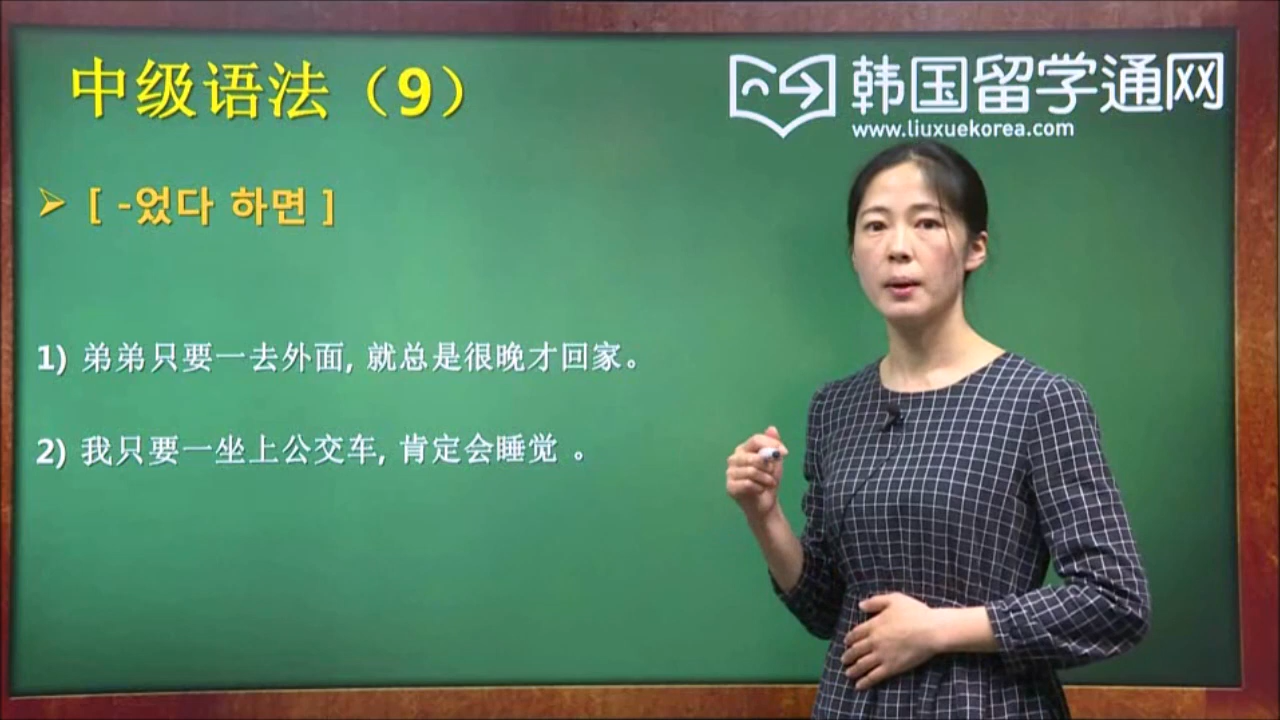 中级语法（9）
韩国留学通网
www.liuxuekorea.com
[ -었다 하면 ]
1) 弟弟只要一去外面, 就总是很晚才回家。
2) 我只要一坐上公交车, 肯定会睡觉 。